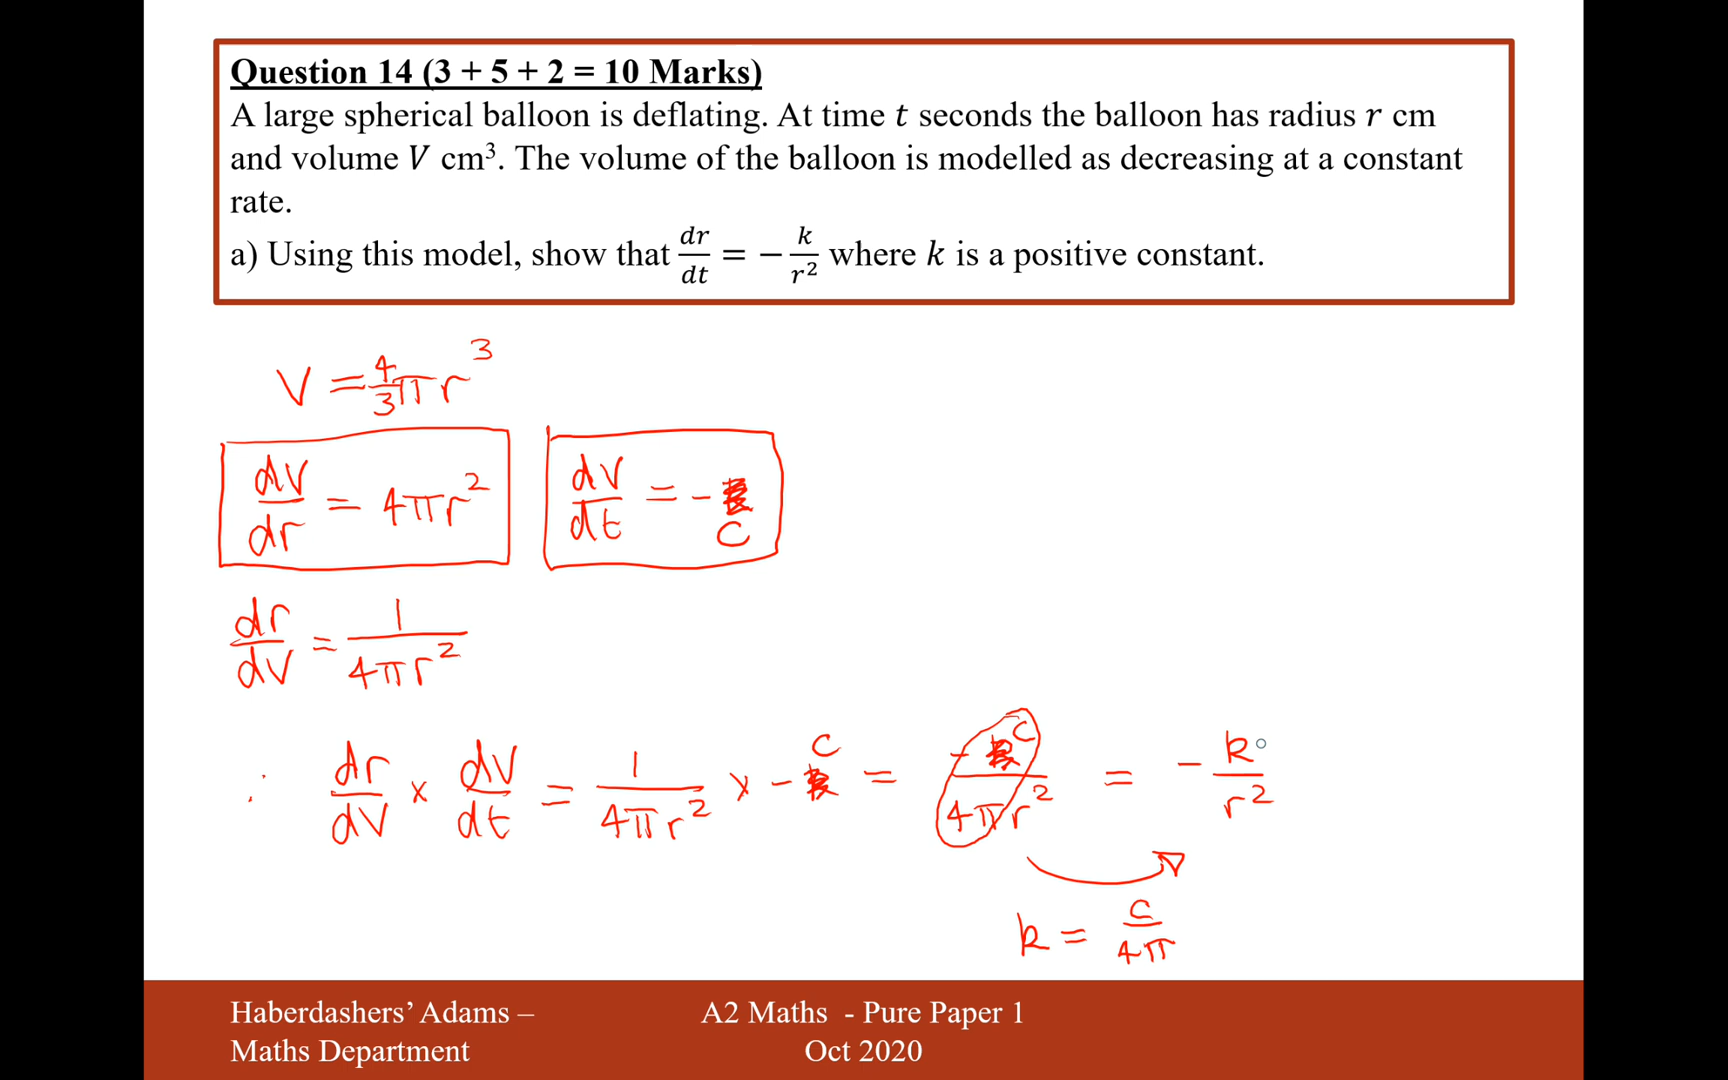 Question 14 (3 + 5 + 2 = 10 Marks)
A large spherical balloon is deflating. At time t seconds the balloon has radius r cm
and volume V cm³. The volume of the balloon is modelled as decreasing at a constant
rate.
a) Using this model, show that dr/dt = −k/r² where k is a positive constant.
V = 4/3 πr³
dV/dr = 4πr² dV/dt = -c
dr/dV = 1/4πr²
∴ dr/dV × dV/dt = 1/4πr² × -c = -c/4πr² = -k/r²
k = c/4π
Haberdashers’ Adams –
Maths Department
A2 Maths - Pure Paper 1
Oct 2020